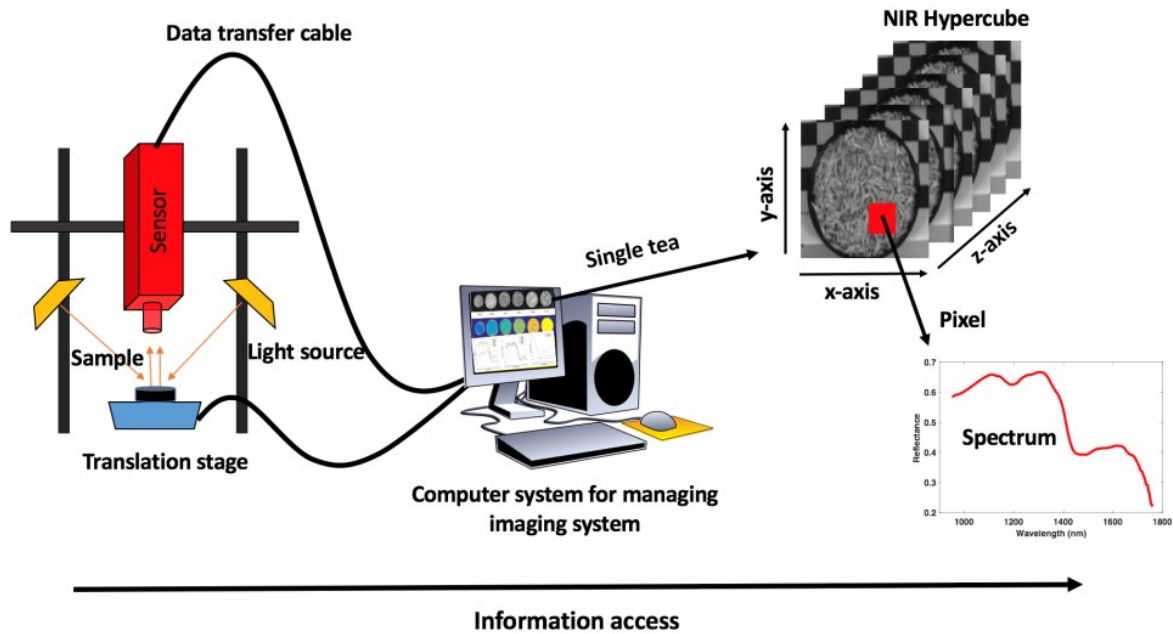 Data transfer cable
NIR Hypercube
Sensor
y-axis
z-axis
x-axis
Single tea
Pixel
Sample
Light source
Translation stage
Computer system for managing
imaging system
0.7
0.6
0.5
0.4
0.3
0.2
Reflectance
Spectrum
1000 1200 1400 1600 1800
Wavelength (nm)
Information access